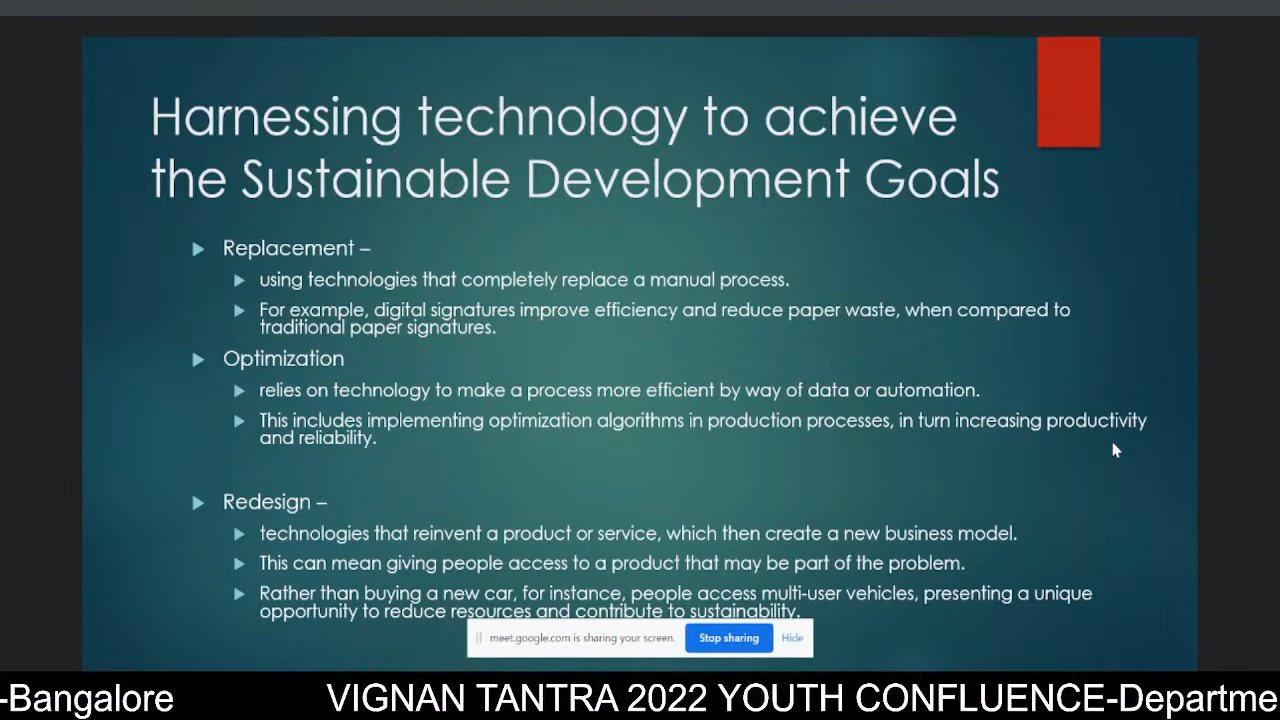 Harnessing technology to achieve
the Sustainable Development Goals
Replacement –
using technologies that completely replace a manual process.
For example, digital signatures improve efficiency and reduce paper waste, when compared to
traditional paper signatures.
Optimization
relies on technology to make a process more efficient by way of data or automation.
This includes implementing optimization algorithms in production processes, in turn increasing productivity
and reliability.
Redesign –
technologies that reinvent a product or service, which then create a new business model.
This can mean giving people access to a product that may be part of the problem.
Rather than buying a new car, for instance, people access multi-user vehicles, presenting a unique
opportunity to reduce resources and contribute to sustainability.
meet.google.com is sharing your screen. Stop sharing Hide
-Bangalore VIGNAN TANTRA 2022 YOUTH CONFLUENCE-Departme